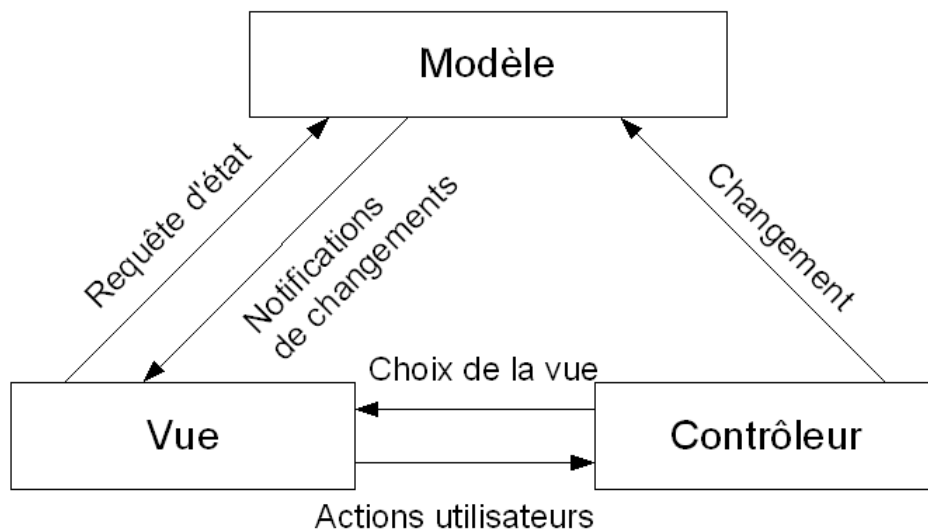 Modèle
Requête d'état
Notifications
de changements
Changement
Choix de la vue
Vue
Contrôleur
Actions utilisateurs